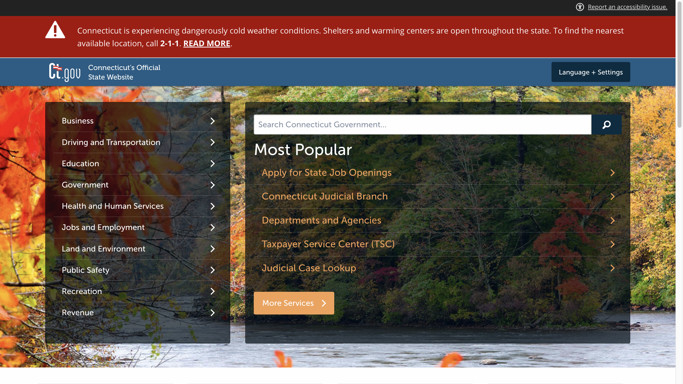 Report an accessibility issue.
Connecticut is experiencing dangerously cold weather conditions. Shelters and warming centers are open throughout the state. To find the nearest
available location, call 2-1-1. READ MORE.
Ct.gov
Connecticut's Official
State Website
Language + Settings
Business
Driving and Transportation
Education
Government
Health and Human Services
Jobs and Employment
Land and Environment
Public Safety
Recreation
Revenue
Search Connecticut Government...
Most Popular
Apply for State Job Openings
Connecticut Judicial Branch
Departments and Agencies
Taxpayer Service Center (TSC)
Judicial Case Lookup
More Services